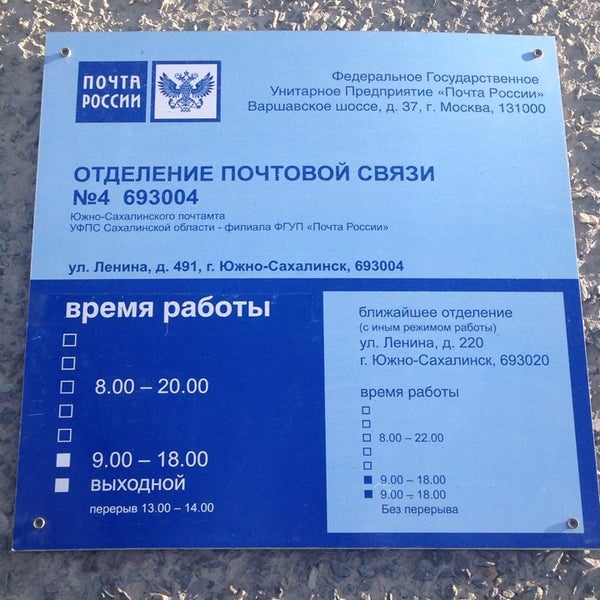 ПОЧТА
РОССИИ
Федеральное Государственное
Унитарное Предприятие «Почта России»
Варшавское шоссе, д. 37, г. Москва, 131000
ОТДЕЛЕНИЕ ПОЧТОВОЙ СВЯЗИ
№4 693004
Южно-Сахалинского почтамта
УФПС Сахалинской области - филиала ФГУП «Почта России»
ул. Ленина, д. 491, г. Южно-Сахалинск, 693004
время работы
8.00 – 20.00
9.00 – 18.00
ВЫХОДНОЙ
перерыв 13.00 – 14.00
ближайшее отделение
(с иным режимом работы)
ул. Ленина, д. 220
г. Южно-Сахалинск, 693020
время работы
8.00 – 22.00
9.00 – 18.00
9.00 – 18.00
Без перерыва